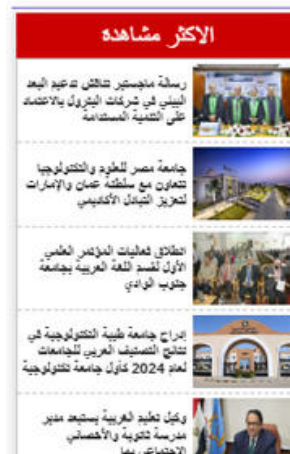 الاكثر مشاهده
رسالة ماجستير تناقش تدعيم البعد
البيئي في شركات البترول بالاعتماد
على التنمية المستدامة
جامعة مصر للعلوم والتكنولوجيا
تتعاون مع سلطنة عمان والإمارات
لتعزيز التبادل الأكاديمي
انطلاق فعاليات المؤتمر العلمي
الأول لقسم اللغة العربية بجامعة
جنوب الوادي
إدراج جامعة طيبة التكنولوجية في
نتائج التصنيف العربي للجامعات
لعام 2024 كأول جامعة تكنولوجية
وكيل تعليم الغربية يستبعد مدير
مدرسة ثانوية والأخصائي
الاجتماعي بها